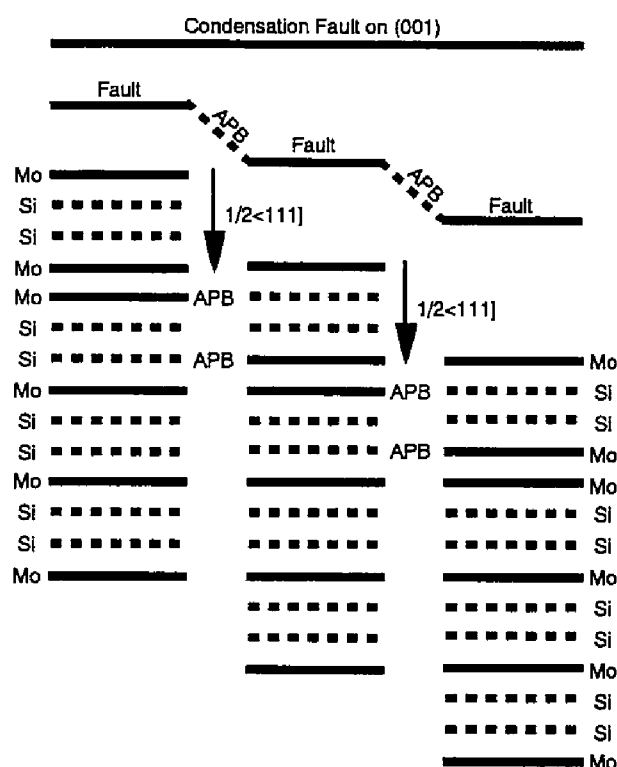 Condensation Fault on (001)
Fault
APB
Fault
APB
Fault
Mo
Si
Si
Mo
Mo
Si
Si
Mo
Si
Si
Mo
Si
Si
Mo
1/2<111]
APB
APB
1/2<111]
APB
APB
Mo
Si
Si
Mo
Mo
Si
Si
Mo
Si
Si
Mo
Si
Si
Mo